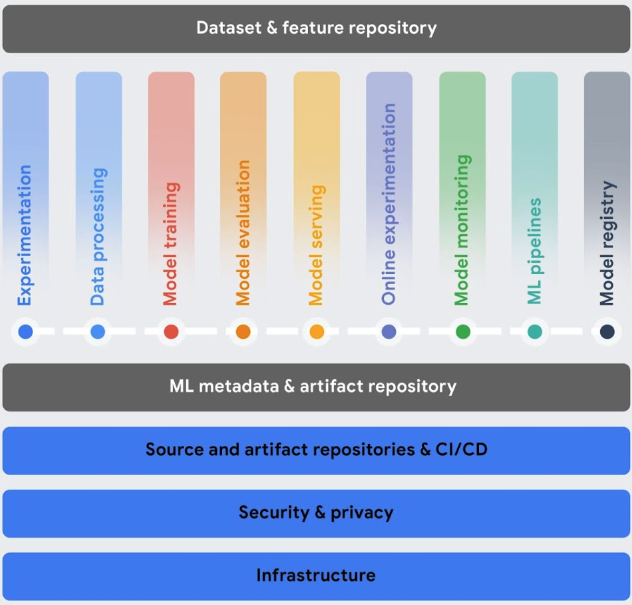 Dataset & feature repository
Experimentation
Data processing
Model training
Model evaluation
Model serving
Online experimentation
Model monitoring
ML pipelines
Model registry
ML metadata & artifact repository
Source and artifact repositories & CI/CD
Security & privacy
Infrastructure